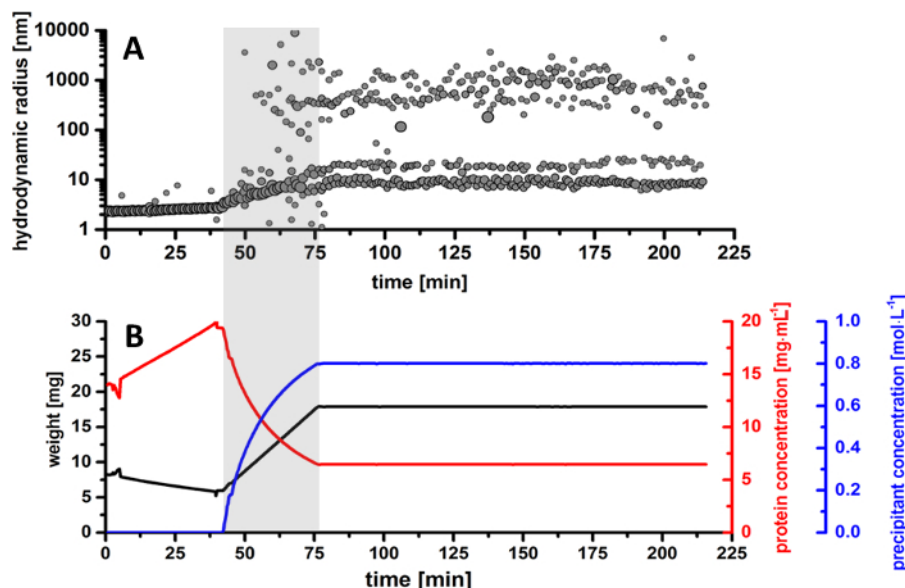 A
hydrodynamic radius [nm]
10000
1000
100
10
1
0 25 50 75 100 125 150 175 200 225
time [min]
B
weight [mg]
30
25
20
15
10
5
0
0 25 50 75 100 125 150 175 200 225
time [min]
20
15
10
5
0
protein concentration [mg·mL⁻¹]
1.0
0.8
0.6
0.4
0.2
0.0
precipitant concentration [mol·L⁻¹]